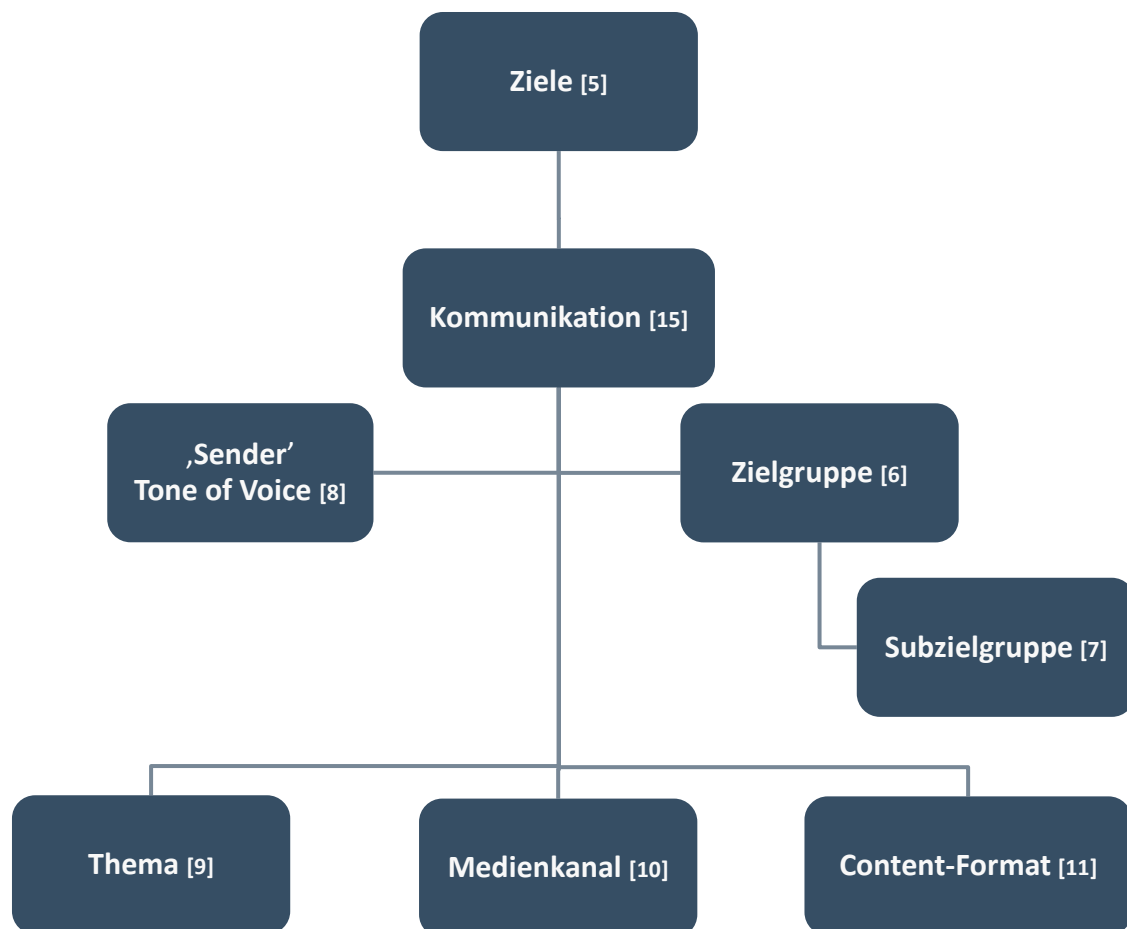 Ziele [5]
Kommunikation [15]
‚Sender’
Tone of Voice [8]
Zielgruppe [6]
Subzielgruppe [7]
Thema [9]
Medienkanal [10]
Content-Format [11]